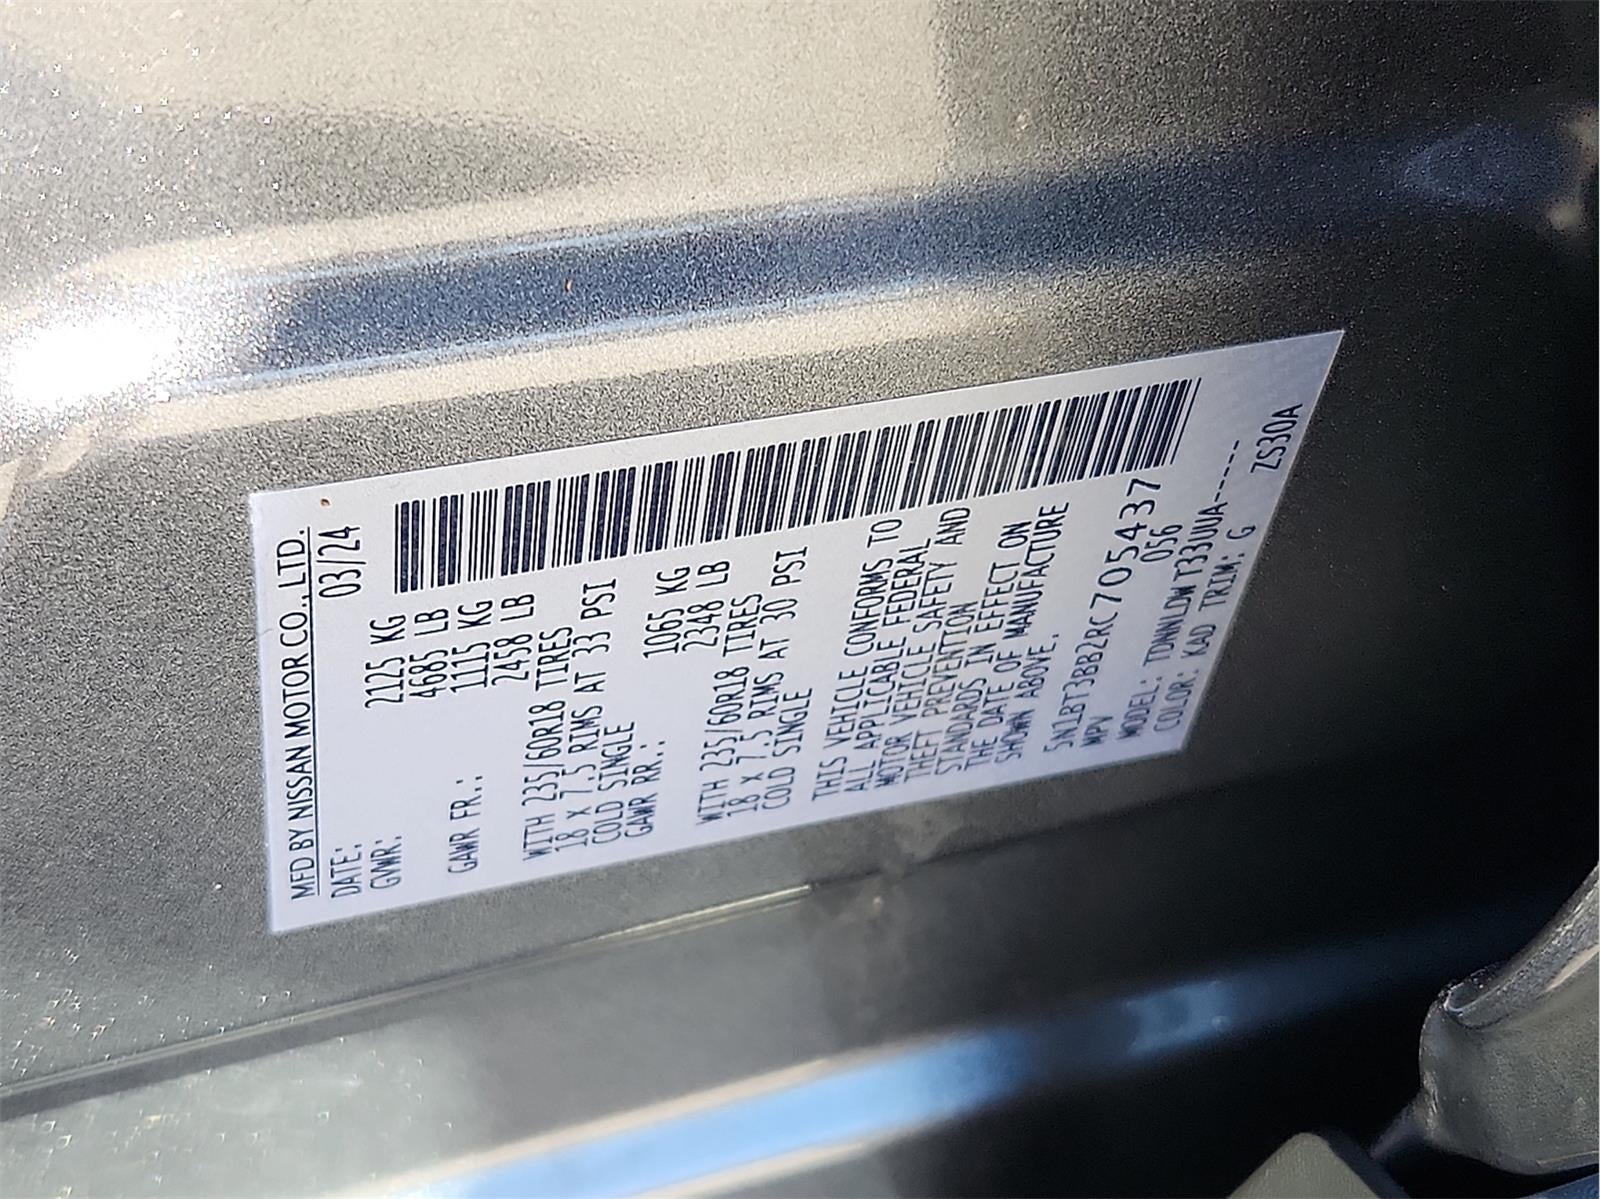 MFD BY NISSAN MOTOR CO., LTD.
DATE: 03/24
GVWR: 2125 KG
4685 LB
GAWR FR.: 1115 KG
2458 LB
WITH 235/60R18 TIRES
18 X 7.5 RIMS AT 33 PSI
COLD SINGLE
GAWR RR.: 1065 KG
2348 LB
WITH 235/60R18 TIRES
18 X 7.5 RIMS AT 30 PSI
COLD SINGLE
THIS VEHICLE CONFORMS TO
ALL APPLICABLE FEDERAL
MOTOR VEHICLE SAFETY AND
THEFT PREVENTION
STANDARDS IN EFFECT ON
THE DATE OF MANUFACTURE
SHOWN ABOVE.
5N1BT3BB2RC705437
MPV 056
MODEL: TDNNLDWT33UUA-----
COLOR: KAD TRIM: G ZS30A